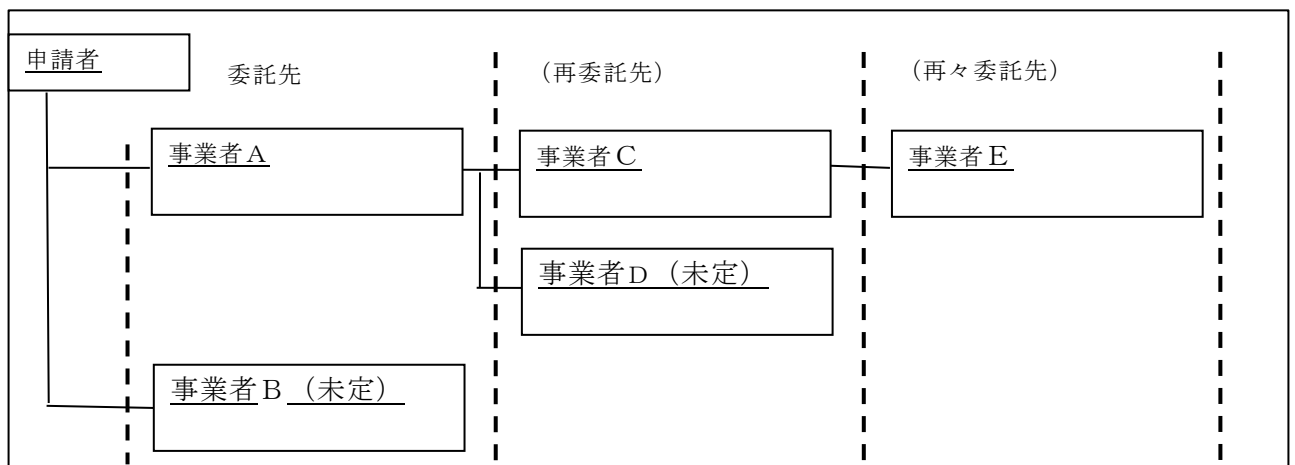 申請者
委託先
（再委託先）
（再々委託先）
事業者Ａ
事業者Ｃ
事業者Ｅ
事業者Ｄ（未定）
事業者Ｂ（未定）